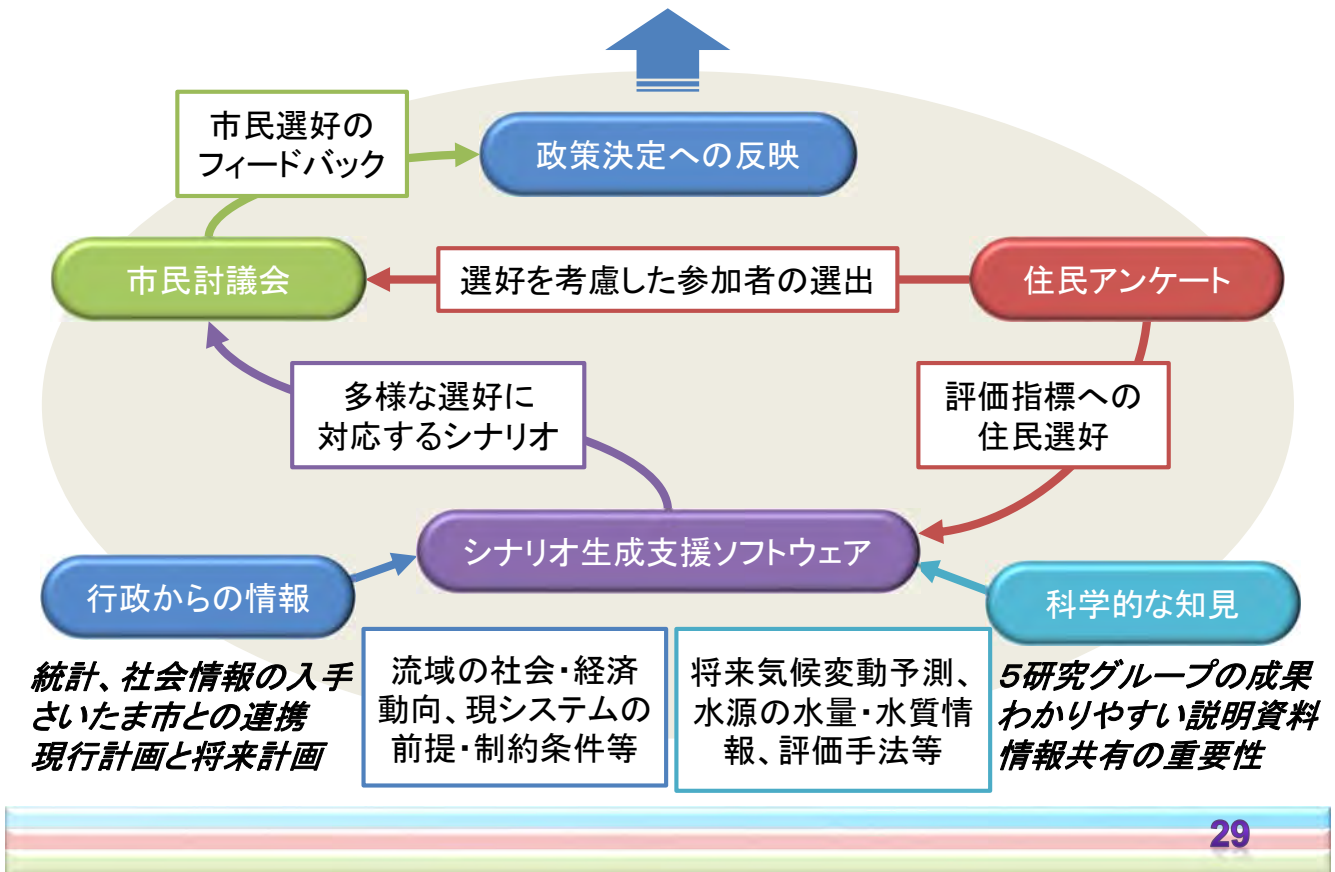 市民選好の
フィードバック
政策決定への反映
市民討議会
選好を考慮した参加者の選出
住民アンケート
多様な選好に
対応するシナリオ
評価指標への
住民選好
シナリオ生成支援ソフトウェア
行政からの情報
科学的な知見
統計、社会情報の入手
さいたま市との連携
現行計画と将来計画
流域の社会・経済
動向、現システムの
前提・制約条件等
将来気候変動予測、
水源の水量・水質情
報、評価手法等
5研究グループの成果
わかりやすい説明資料
情報共有の重要性
29